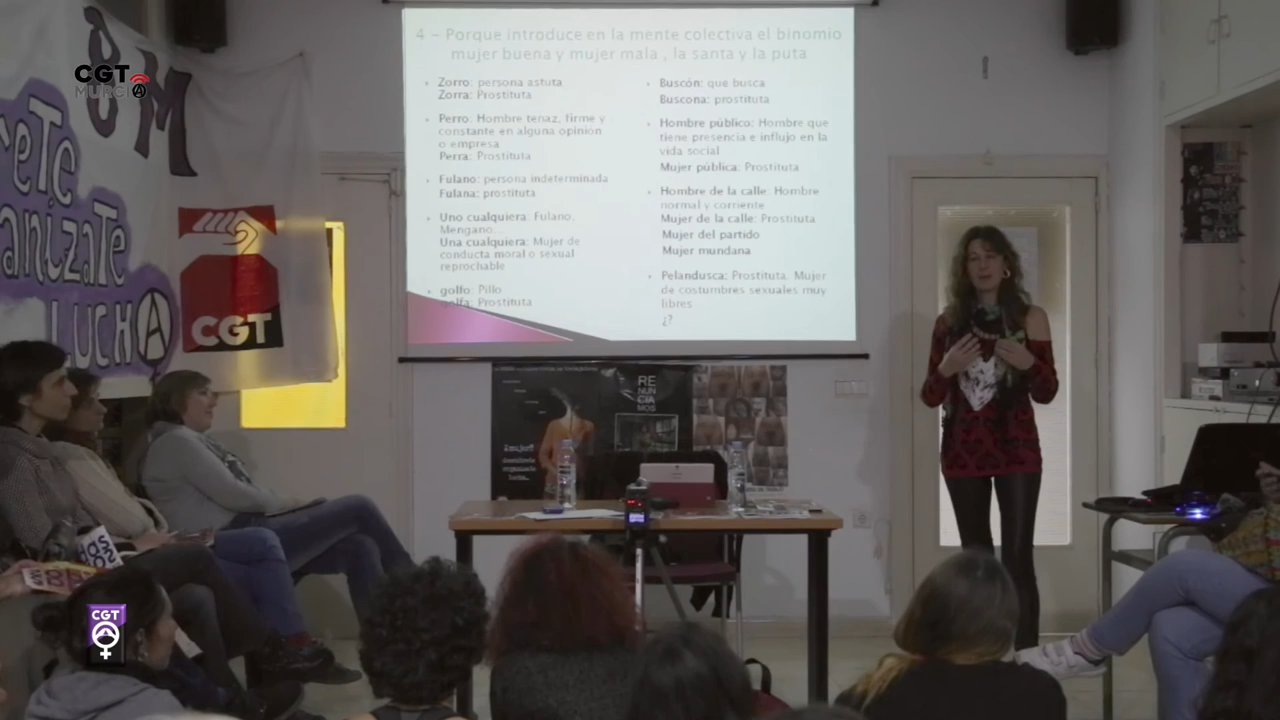 CGT
MURCIA
8M
aNizaTe
LUCHA
CGT
4 - Porque introduce en la mente colectiva el binomio
mujer buena y mujer mala , la santa y la puta
Zorro: persona astuta
Zorra: Prostituta
Perro: Hombre tenaz, firme y
constante en alguna opinión
o empresa
Perra: Prostituta
Fulano: persona indeterminada
Fulana: prostituta
Uno cualquiera: Fulano,
Mengano...
Una cualquiera: Mujer de
conducta moral o sexual
reprochable
golfo: Pillo
golfa: Prostituta
Buscón: que busca
Buscona: prostituta
Hombre público: Hombre que
tiene presencia e influjo en la
vida social
Mujer pública: Prostituta
Hombre de la calle: Hombre
normal y corriente
Mujer de la calle: Prostituta
Mujer del partido
Mujer mundana
Pelandusca: Prostituta. Mujer
de costumbres sexuales muy
libres
¿?
RE
NUN
CIA
MOS
CGT